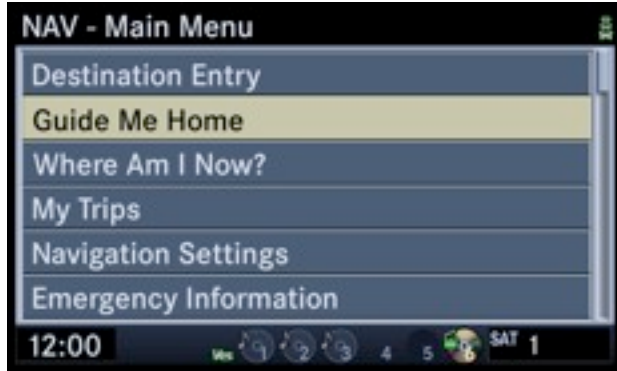 NAV - Main Menu
Destination Entry
Guide Me Home
Where Am I Now?
My Trips
Navigation Settings
Emergency Information
12:00 Ves 1 2 3 4 5 6 SAT 1